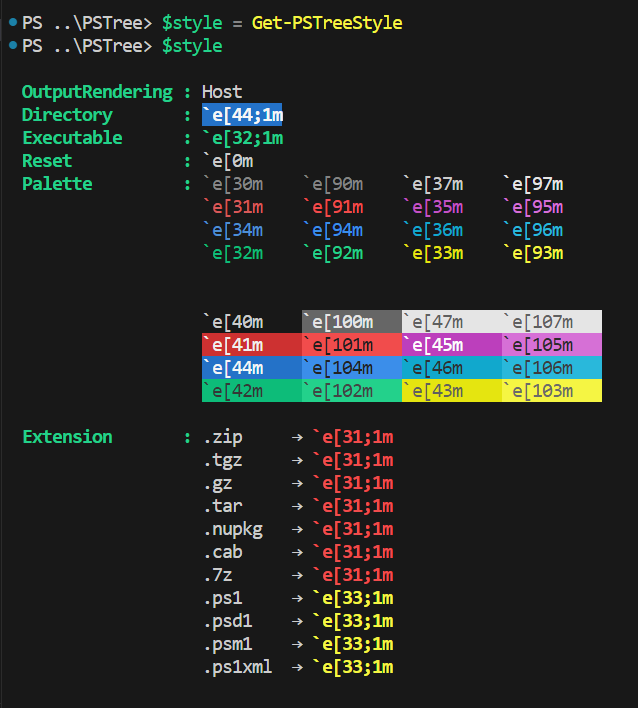 PS ..\PSTree> $style = Get-PSTreeStyle
PS ..\PSTree> $style
OutputRendering : Host
Directory       : `e[44;1m
Executable      : `e[32;1m
Reset           : `e[0m
Palette         : `e[30m    `e[90m    `e[37m    `e[97m
`e[31m    `e[91m    `e[35m    `e[95m
`e[34m    `e[94m    `e[36m    `e[96m
`e[32m    `e[92m    `e[33m    `e[93m
`e[40m    `e[100m   `e[47m    `e[107m
`e[41m    `e[101m   `e[45m    `e[105m
`e[44m    `e[104m   `e[46m    `e[106m
`e[42m    `e[102m   `e[43m    `e[103m
Extension       : .zip     → `e[31;1m
.tgz     → `e[31;1m
.gz      → `e[31;1m
.tar     → `e[31;1m
.nupkg   → `e[31;1m
.cab     → `e[31;1m
.7z      → `e[31;1m
.ps1     → `e[33;1m
.psd1    → `e[33;1m
.psm1    → `e[33;1m
.ps1xml  → `e[33;1m